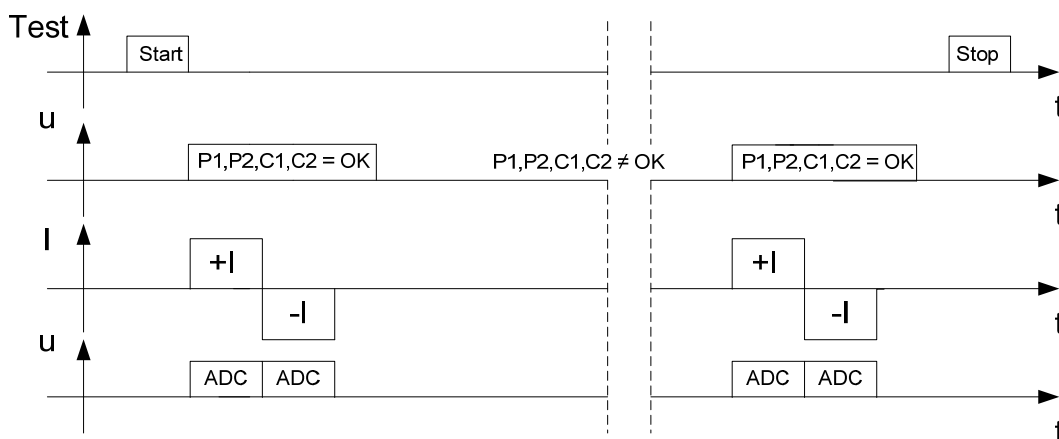 Test
Start
Stop
t
u
P1,P2,C1,C2 = OK
P1,P2,C1,C2 ≠ OK
P1,P2,C1,C2 = OK
t
I
+I
-I
+I
-I
t
u
ADC
ADC
ADC
ADC
t